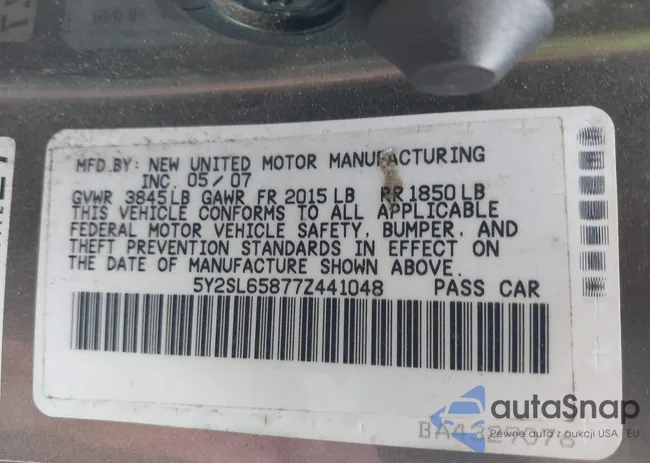 MFD.BY: NEW UNITED MOTOR MANUFACTURING
INC. 05/07
GVWR 3845LB GAWR FR 2015LB RR 1850LB
THIS VEHICLE CONFORMS TO ALL APPLICABLE
FEDERAL MOTOR VEHICLE SAFETY, BUMPER, AND
THEFT PREVENTION STANDARDS IN EFFECT ON
THE DATE OF MANUFACTURE SHOWN ABOVE.
5Y2SL65877Z441048 PASS CAR
autaSnap
Pewne auta z aukcji USA i EU